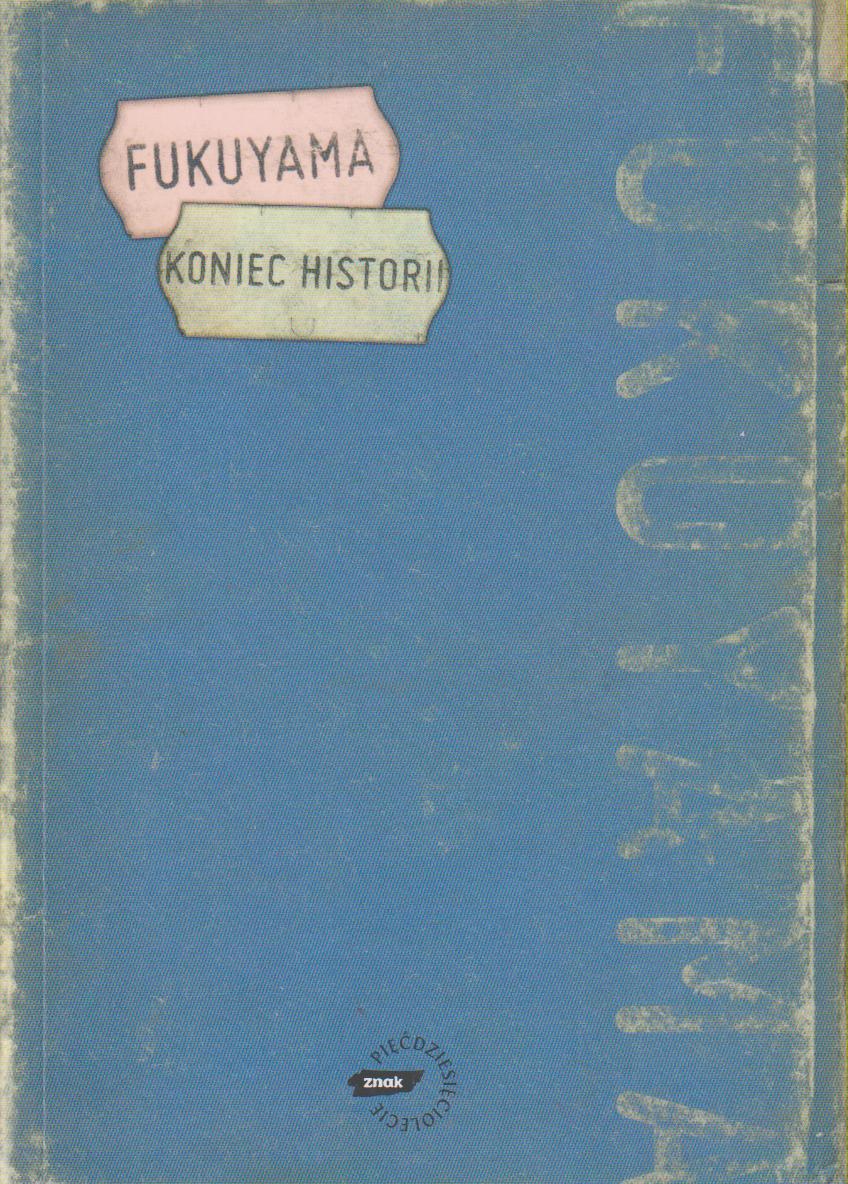 FUKUYAMA
KONIEC HISTORII
FUKUYAMA
PIĘĆDZIESIĘCIOLECIE
znak